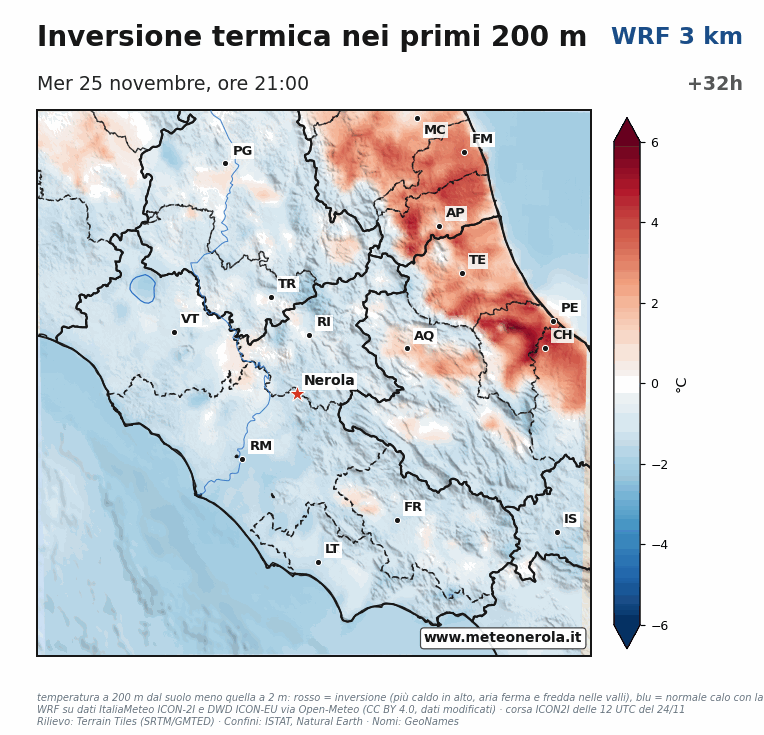 Inversione termica nei primi 200 m WRF 3 km
Mer 25 novembre, ore 21:00 +32h
MC
FM
PG
AP
TE
TR
PE
VT
RI
AQ
CH
Nerola
RM
FR
IS
LT
www.meteonerola.it
6
4
2
0
−2
−4
−6
°C
temperatura a 200 m dal suolo meno quella a 2 m: rosso = inversione (più caldo in alto, aria ferma e fredda nelle valli), blu = normale calo con la
WRF su dati ItaliaMeteo ICON-2I e DWD ICON-EU via Open-Meteo (CC BY 4.0, dati modificati) · corsa ICON2I delle 12 UTC del 24/11
Rilievo: Terrain Tiles (SRTM/GMTED) · Confini: ISTAT, Natural Earth · Nomi: GeoNames